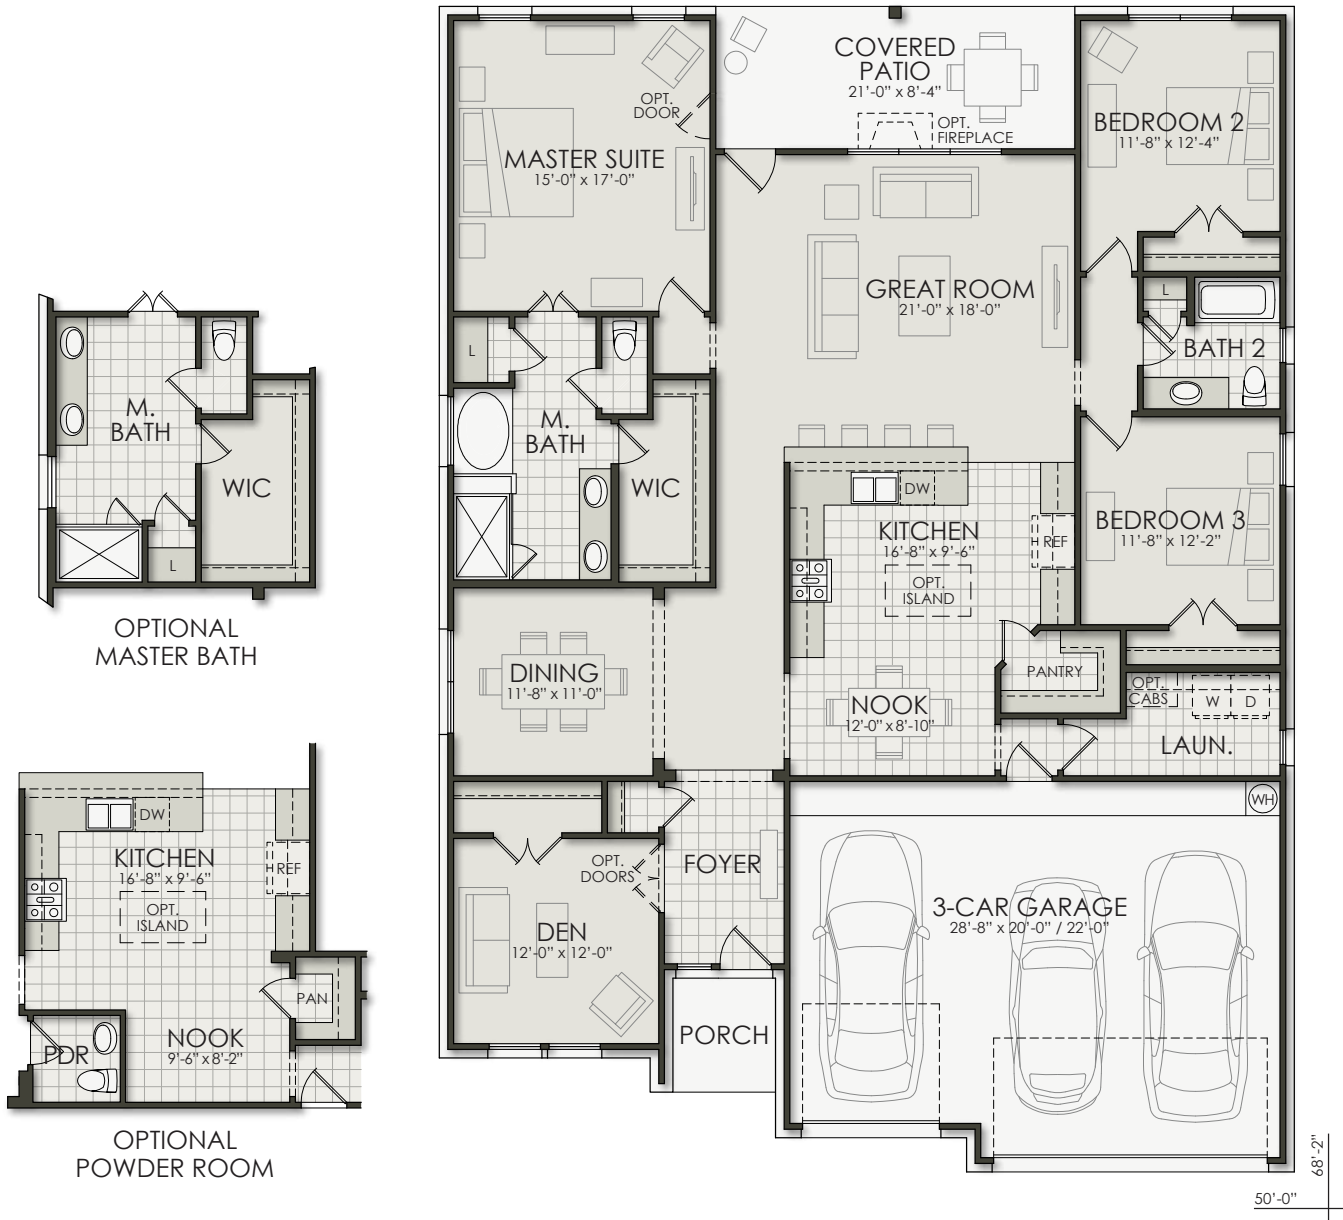 COVERED
PATIO
21'-0" x 8'-4"
OPT.
DOOR
OPT.
FIREPLACE
MASTER SUITE
15'-0" x 17'-0"
BEDROOM 2
11'-8" x 12'-4"
GREAT ROOM
21'-0" x 18'-0"
L
BATH 2
L
M.
BATH
WIC
M.
BATH
WIC
L
OPTIONAL
MASTER BATH
DW
KITCHEN
16'-8" x 9'-6"
REF
OPT.
ISLAND
BEDROOM 3
11'-8" x 12'-2"
DINING
11'-8" x 11'-0"
NOOK
12'-0" x 8'-10"
PANTRY
OPT.
CABS
W
D
LAUN.
WH
OPT.
DOORS
FOYER
DEN
12'-0" x 12'-0"
PORCH
3-CAR GARAGE
28'-8" x 20'-0" / 22'-0"
DW
KITCHEN
16'-8" x 9'-6"
REF
OPT.
ISLAND
PAN
PDR
NOOK
9'-6" x 8'-2"
OPTIONAL
POWDER ROOM
68'-2"
50'-0"